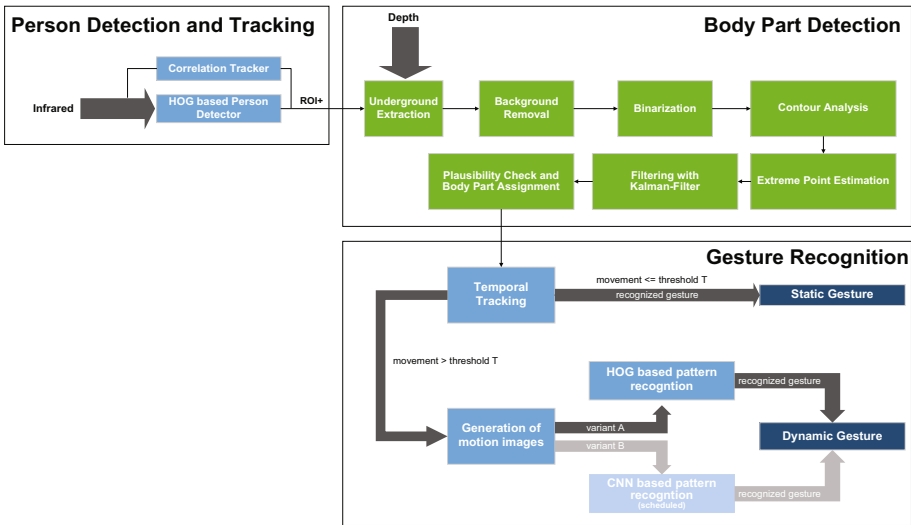 Person Detection and Tracking
Correlation Tracker
Infrared
HOG based Person
Detector
ROI+
Depth
Body Part Detection
Underground
Extraction
Background
Removal
Binarization
Contour Analysis
Plausibility Check and
Body Part Assignment
Filtering with
Kalman-Filter
Extreme Point Estimation
Gesture Recognition
Temporal
Tracking
movement <= threshold T
recognized gesture
Static Gesture
movement > threshold T
HOG based pattern
recogntion
recognized gesture
Generation of
motion images
variant A
variant B
Dynamic Gesture
CNN based pattern
recogntion
(scheduled)
recognized gesture